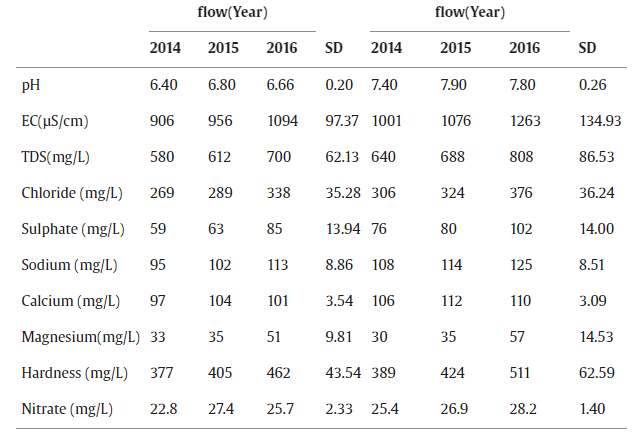 flow(Year) flow(Year)
2014 2015 2016 SD 2014 2015 2016 SD
pH 6.40 6.80 6.66 0.20 7.40 7.90 7.80 0.26
EC(µS/cm) 906 956 1094 97.37 1001 1076 1263 134.93
TDS(mg/L) 580 612 700 62.13 640 688 808 86.53
Chloride (mg/L) 269 289 338 35.28 306 324 376 36.24
Sulphate (mg/L) 59 63 85 13.94 76 80 102 14.00
Sodium (mg/L) 95 102 113 8.86 108 114 125 8.51
Calcium (mg/L) 97 104 101 3.54 106 112 110 3.09
Magnesium(mg/L) 33 35 51 9.81 30 35 57 14.53
Hardness (mg/L) 377 405 462 43.54 389 424 511 62.59
Nitrate (mg/L) 22.8 27.4 25.7 2.33 25.4 26.9 28.2 1.40